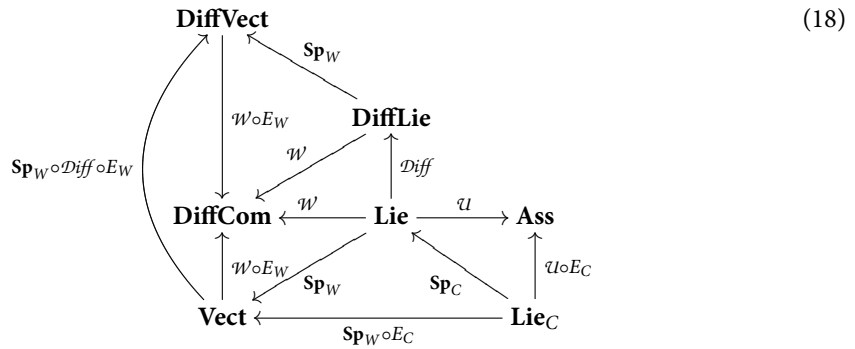 DiffVect (18)
Sp_W
𝒲∘E_W
DiffLie
Sp_W∘𝒟iff∘E_W
𝒲
𝒟iff
DiffCom 𝒲 Lie 𝒰 Ass
𝒲∘E_W Sp_W Sp_C 𝒰∘E_C
Vect Lie_C
Sp_W∘E_C